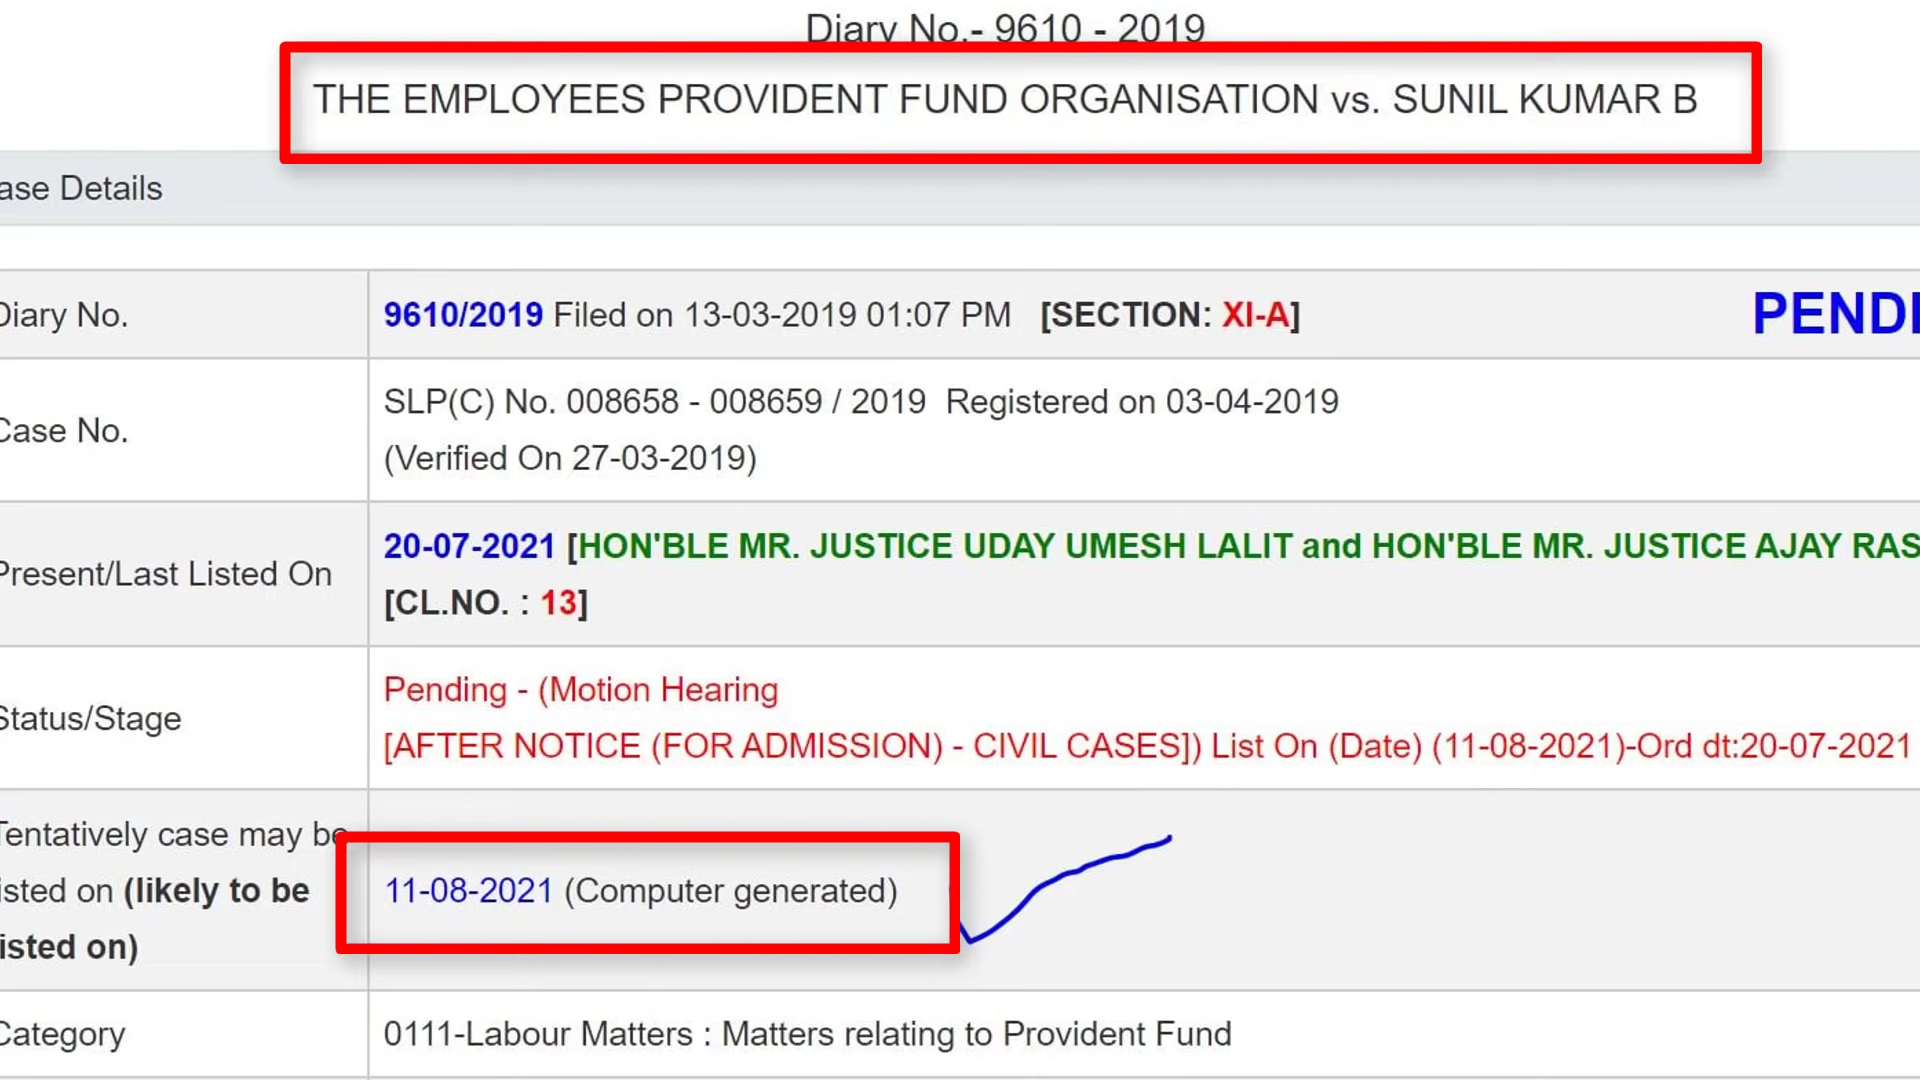 Diary No.- 9610 - 2019
THE EMPLOYEES PROVIDENT FUND ORGANISATION vs. SUNIL KUMAR B
ase Details
Diary No.
9610/2019 Filed on 13-03-2019 01:07 PM [SECTION: XI-A]
PENDI
Case No.
SLP(C) No. 008658 - 008659 / 2019 Registered on 03-04-2019
(Verified On 27-03-2019)
Present/Last Listed On
20-07-2021 [HON'BLE MR. JUSTICE UDAY UMESH LALIT and HON'BLE MR. JUSTICE AJAY RAS
[CL.NO. : 13]
Status/Stage
Pending - (Motion Hearing
[AFTER NOTICE (FOR ADMISSION) - CIVIL CASES]) List On (Date) (11-08-2021)-Ord dt:20-07-2021
Tentatively case may be
isted on (likely to be
isted on)
11-08-2021 (Computer generated)
Category
0111-Labour Matters : Matters relating to Provident Fund